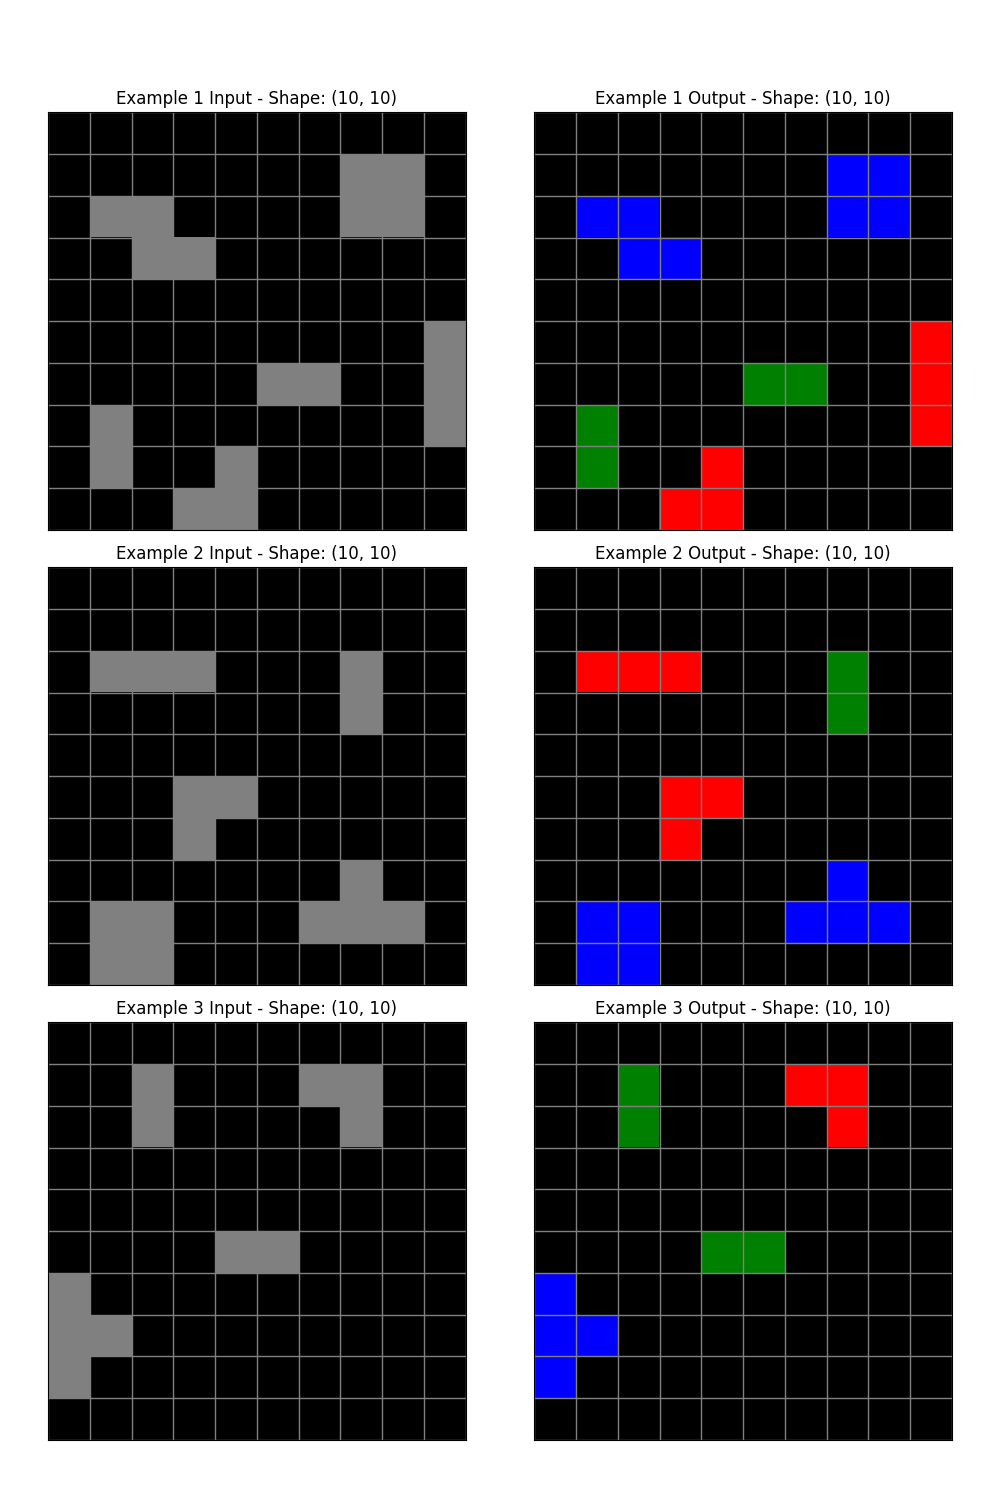 Example 1 Input - Shape: (10, 10)
Example 1 Output - Shape: (10, 10)
Example 2 Input - Shape: (10, 10)
Example 2 Output - Shape: (10, 10)
Example 3 Input - Shape: (10, 10)
Example 3 Output - Shape: (10, 10)